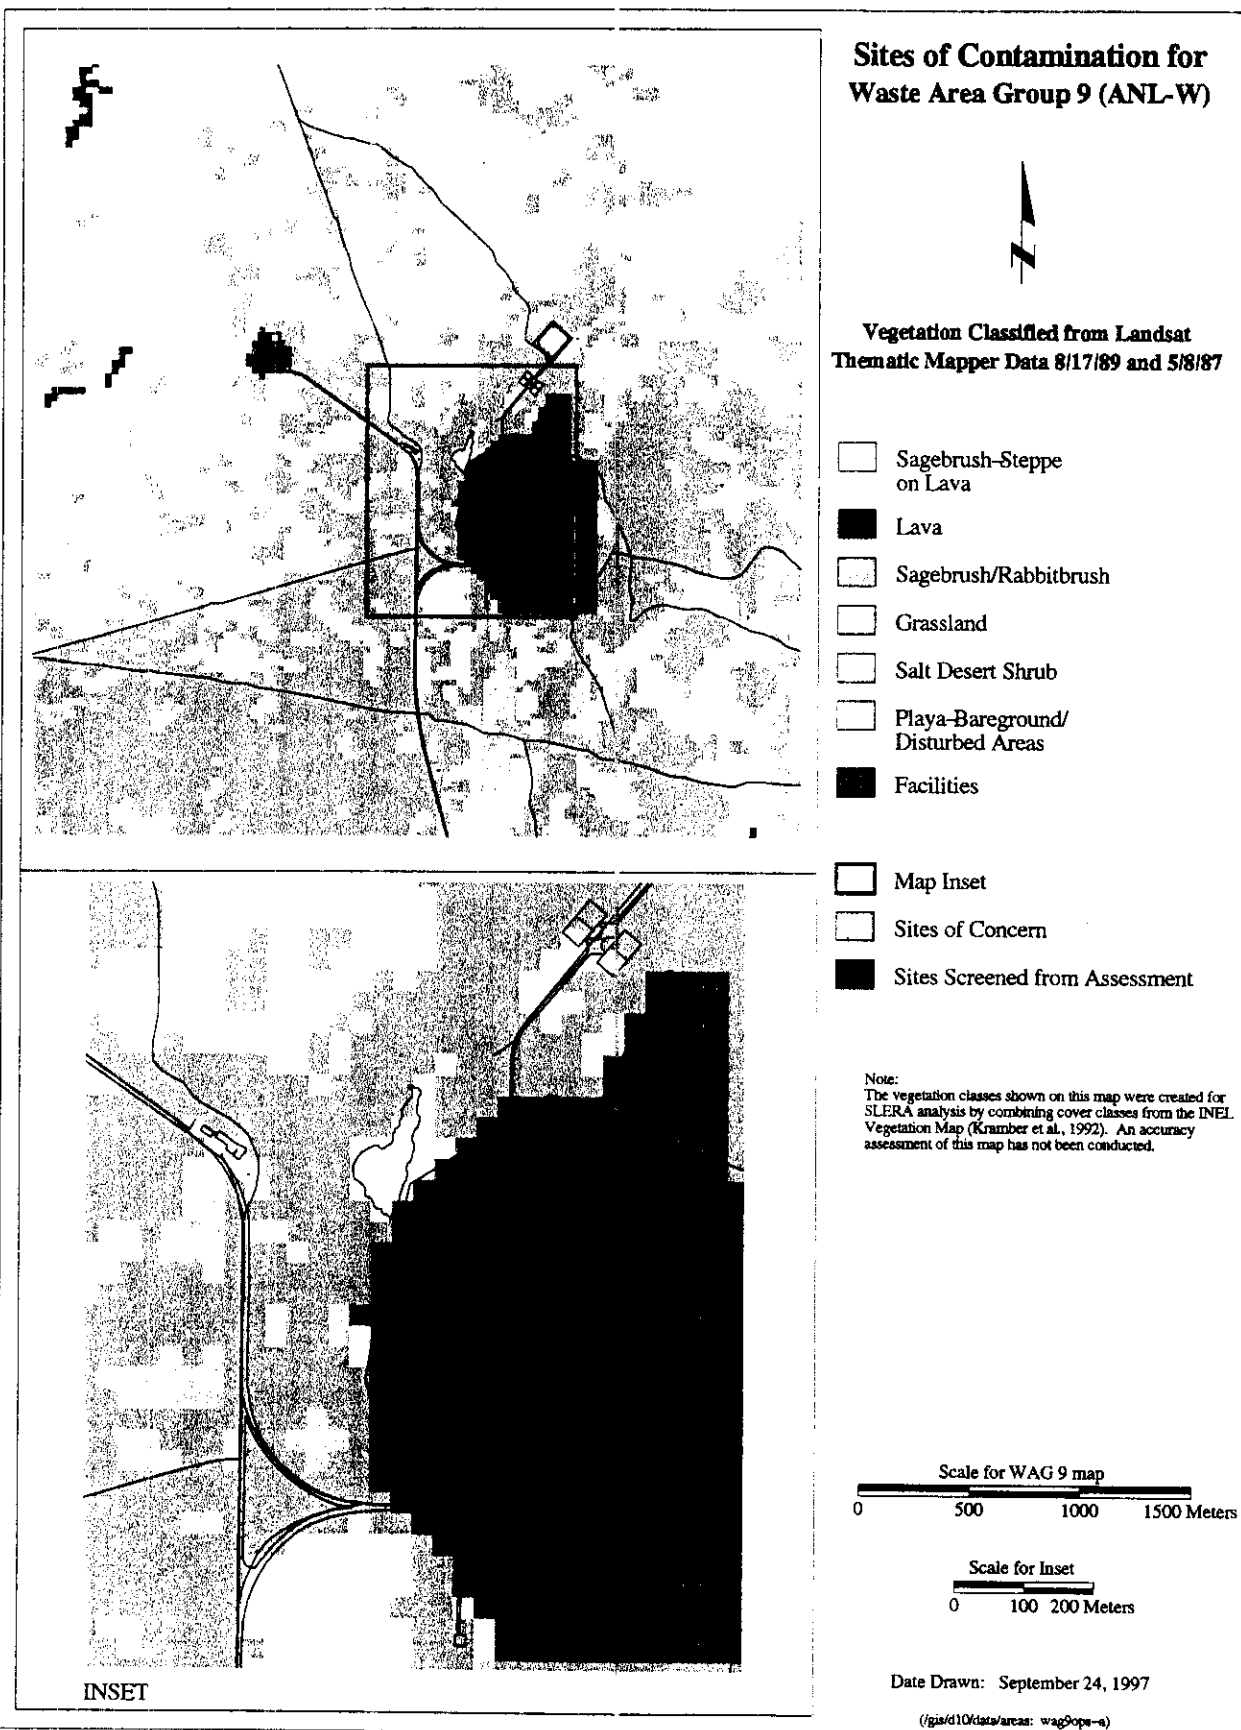 Sites of Contamination for
Waste Area Group 9 (ANL-W)
N
Vegetation Classified from Landsat
Thematic Mapper Data 8/17/89 and 5/8/87
Sagebrush-Steppe
on Lava
Lava
Sagebrush/Rabbitbrush
Grassland
Salt Desert Shrub
Playa-Bareground/
Disturbed Areas
Facilities
Map Inset
Sites of Concern
Sites Screened from Assessment
Note:
The vegetation classes shown on this map were created for
SLERA analysis by combining cover classes from the INEL
Vegetation Map (Kramber et al., 1992). An accuracy
assessment of this map has not been conducted.
Scale for WAG 9 map
0 500 1000 1500 Meters
Scale for Inset
0 100 200 Meters
INSET
Date Drawn: September 24, 1997
(/gis/d10/data/areas: wag9ops-a)